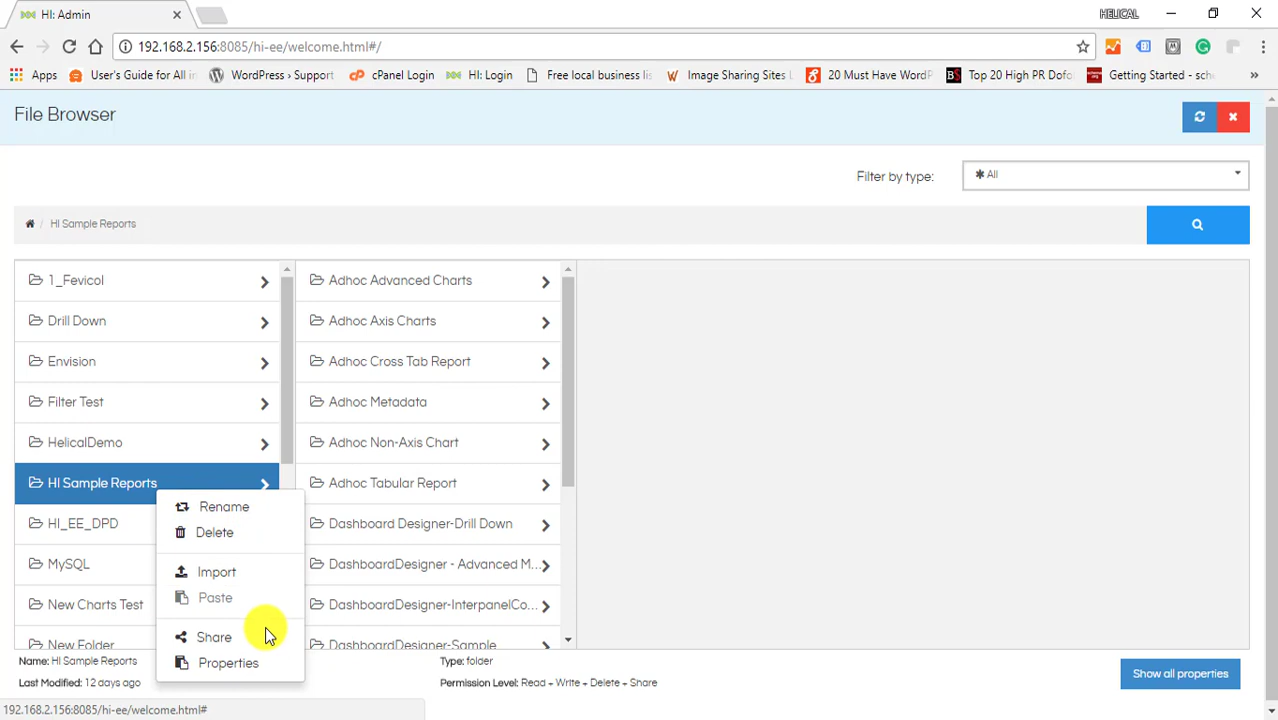 HI: Admin
HELICAL
192.168.2.156:8085/hi-ee/welcome.html#/
Apps User's Guide for All in WordPress › Support cPanel Login HI: Login Free local business lis Image Sharing Sites 20 Must Have WordP Top 20 High PR Dofo Getting Started - sch
File Browser
Filter by type: All
/ HI Sample Reports
1_Fevicol
Drill Down
Envision
Filter Test
HelicalDemo
HI Sample Reports
HI_EE_DPD
MySQL
New Charts Test
New Folder
Adhoc Advanced Charts
Adhoc Axis Charts
Adhoc Cross Tab Report
Adhoc Metadata
Adhoc Non-Axis Chart
Adhoc Tabular Report
Dashboard Designer-Drill Down
DashboardDesigner - Advanced M...
DashboardDesigner-InterpanelCo...
DashboardDesigner-Sample
Rename
Delete
Import
Paste
Share
Properties
Name: HI Sample Reports
Last Modified: 12 days ago
Type: folder
Permission Level: Read + Write + Delete + Share
Show all properties
192.168.2.156:8085/hi-ee/welcome.html#